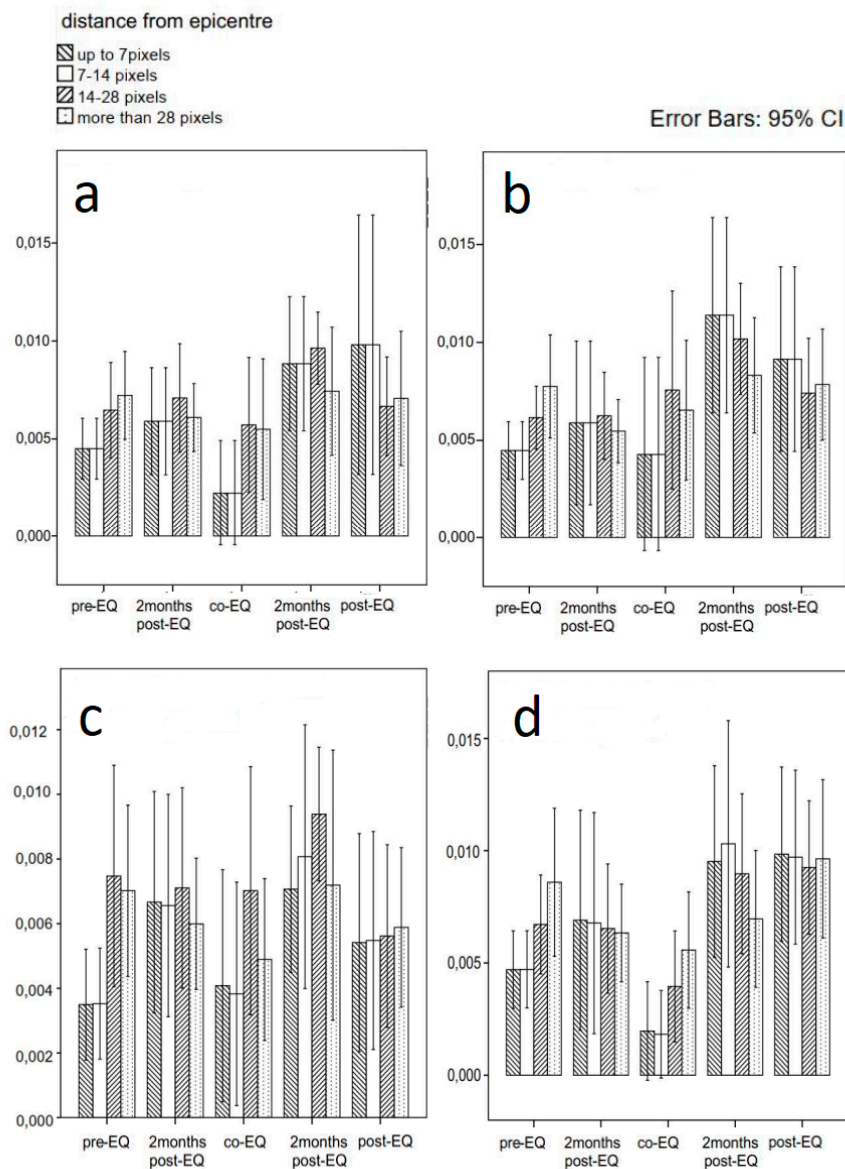 distance from epicentre
up to 7pixels
7-14 pixels
14-28 pixels
more than 28 pixels
Error Bars: 95% CI
a
0,015
0,010
0,005
0,000
pre-EQ 2months post-EQ co-EQ 2months post-EQ post-EQ
b
0,015
0,010
0,005
0,000
pre-EQ 2months post-EQ co-EQ 2months post-EQ post-EQ
c
0,012
0,010
0,008
0,006
0,004
0,002
0,000
pre-EQ 2months post-EQ co-EQ 2months post-EQ post-EQ
d
0,015
0,010
0,005
0,000
pre-EQ 2months post-EQ co-EQ 2months post-EQ post-EQ